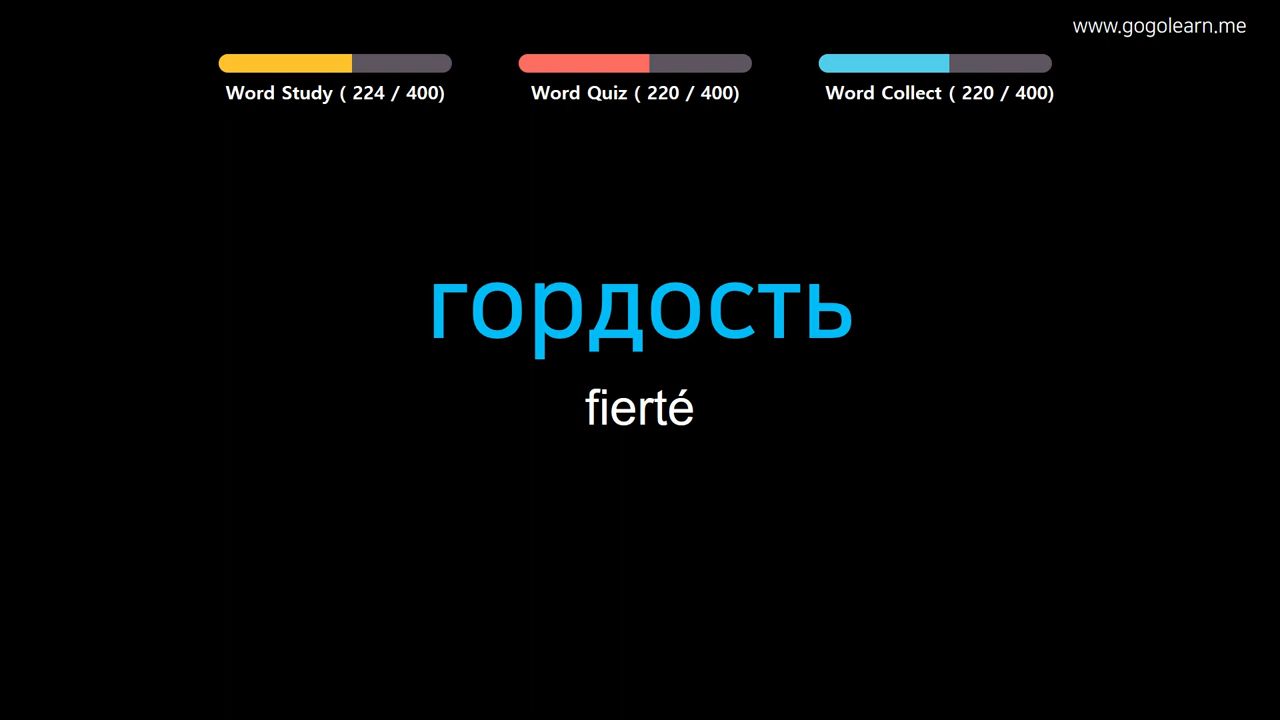 www.gogolearn.me
Word Study ( 224 / 400)
Word Quiz ( 220 / 400)
Word Collect ( 220 / 400)
гордость
fierté